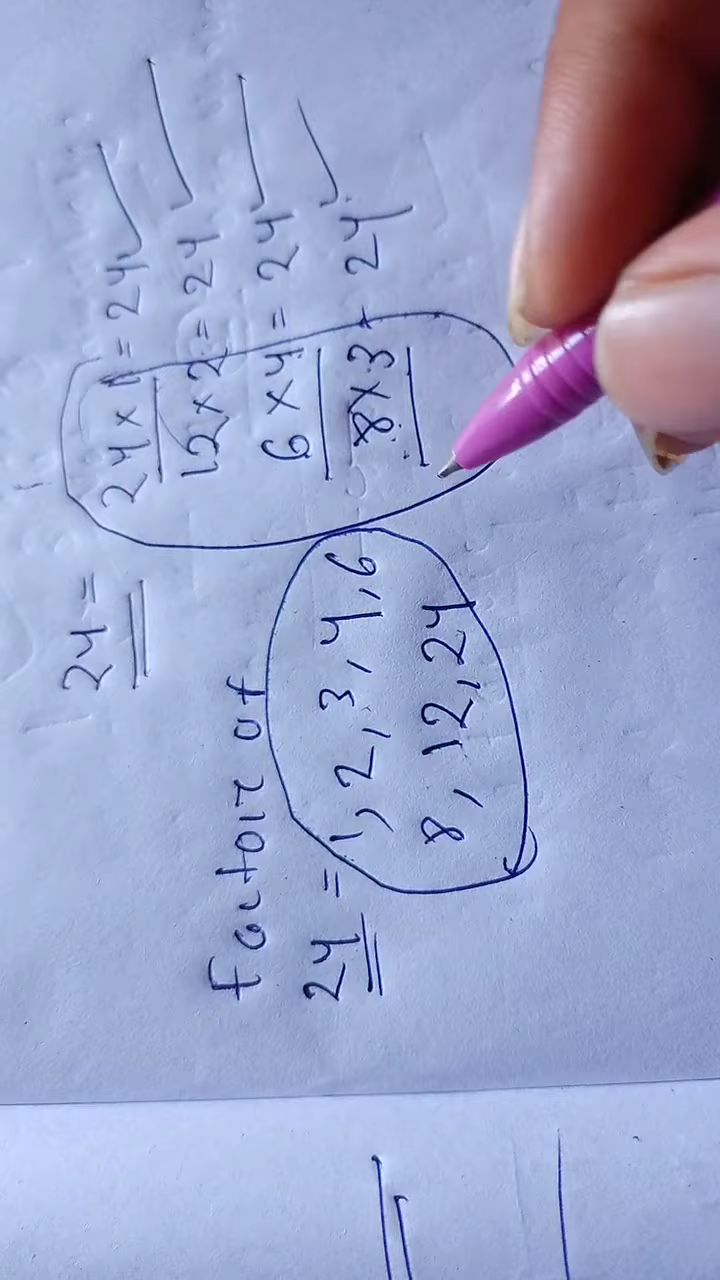 24 =
24 × 1 = 24
12 × 2 = 24
6 × 4 = 24
8 × 3 - 24
factoir of
24 = 1, 2, 3, 4, 6
8, 12, 24